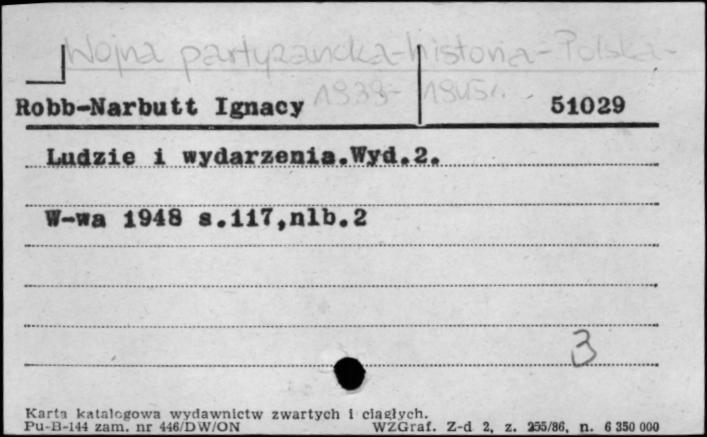 Wojna partyzancka-historia-Polska-
1939-1945r.
Robb-Narbutt Ignacy 51029
Ludzie i wydarzenia.Wyd.2.
W-wa 1948 s.117,nlb.2
3
Karta katalogowa wydawnictw zwartych i ciągłych.
Pu-B-144 zam. nr 446/DW/ON WZGraf. Z-d 2, z. 255/86, n. 6 350 000